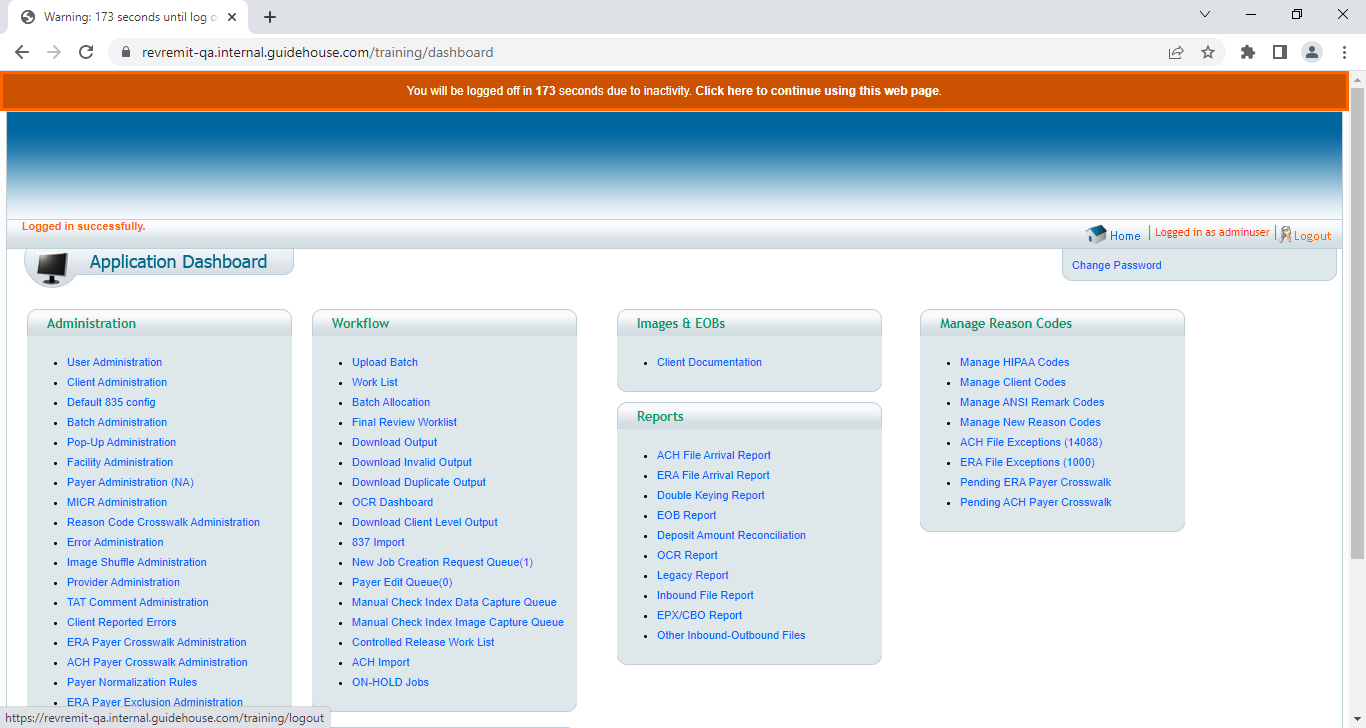 Warning: 173 seconds until log o
revremit-qa.internal.guidehouse.com/training/dashboard
You will be logged off in 173 seconds due to inactivity. Click here to continue using this web page.
Logged in successfully.
Home
Logged in as adminuser
Logout
Application Dashboard
Change Password
Administration
User Administration
Client Administration
Default 835 config
Batch Administration
Pop-Up Administration
Facility Administration
Payer Administration (NA)
MICR Administration
Reason Code Crosswalk Administration
Error Administration
Image Shuffle Administration
Provider Administration
TAT Comment Administration
Client Reported Errors
ERA Payer Crosswalk Administration
ACH Payer Crosswalk Administration
Payer Normalization Rules
ERA Payer Exclusion Administration
Workflow
Upload Batch
Work List
Batch Allocation
Final Review Worklist
Download Output
Download Invalid Output
Download Duplicate Output
OCR Dashboard
Download Client Level Output
837 Import
New Job Creation Request Queue(1)
Payer Edit Queue(0)
Manual Check Index Data Capture Queue
Manual Check Index Image Capture Queue
Controlled Release Work List
ACH Import
ON-HOLD Jobs
Images & EOBs
Client Documentation
Reports
ACH File Arrival Report
ERA File Arrival Report
Double Keying Report
EOB Report
Deposit Amount Reconciliation
OCR Report
Legacy Report
Inbound File Report
EPX/CBO Report
Other Inbound-Outbound Files
Manage Reason Codes
Manage HIPAA Codes
Manage Client Codes
Manage ANSI Remark Codes
Manage New Reason Codes
ACH File Exceptions (14088)
ERA File Exceptions (1000)
Pending ERA Payer Crosswalk
Pending ACH Payer Crosswalk
https://revremit-qa.internal.guidehouse.com/training/logout